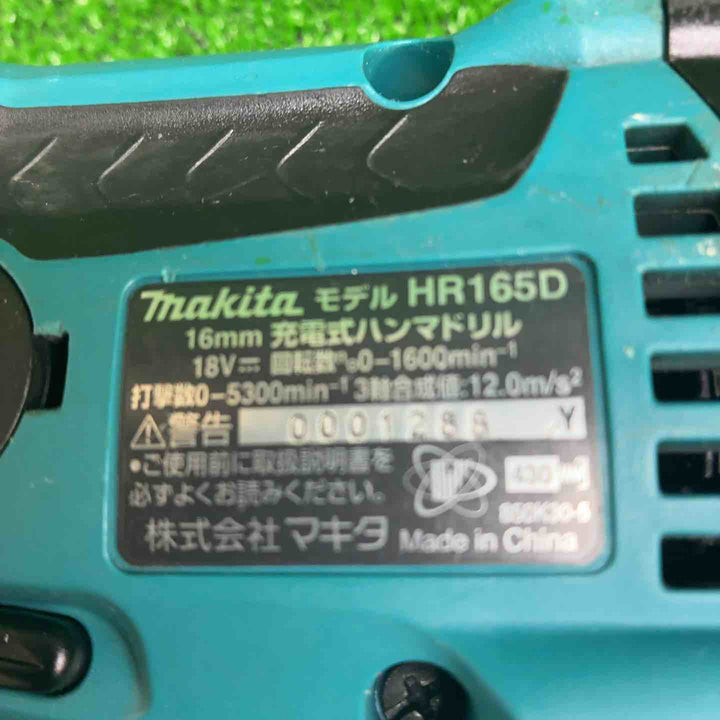 makita モデル HR165D
16mm 充電式ハンマドリル
18V⎓ 回転数n₀0-1600min⁻¹
打撃数0-5300min⁻¹ 3軸合成値:12.0m/s²
⚠警告 0001288 Y
•ご使用前に取扱説明書を
必ずよくお読みください。
株式会社マキタ Made in China